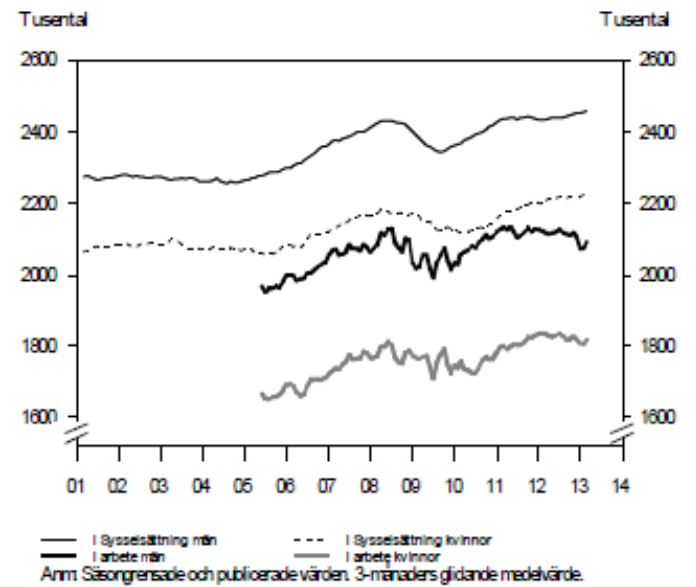 Tusental Tusental
2600 2600
2400 2400
2200 2200
2000 2000
1800 1800
1600 1600
01 02 03 04 05 06 07 08 09 10 11 12 13 14
I Sysselsättning män I Sysselsättning kvinnor
I arbete män I arbete kvinnor
Anm: Säsongrensade och publicerade värden. 3-månaders glidande medelvärde.